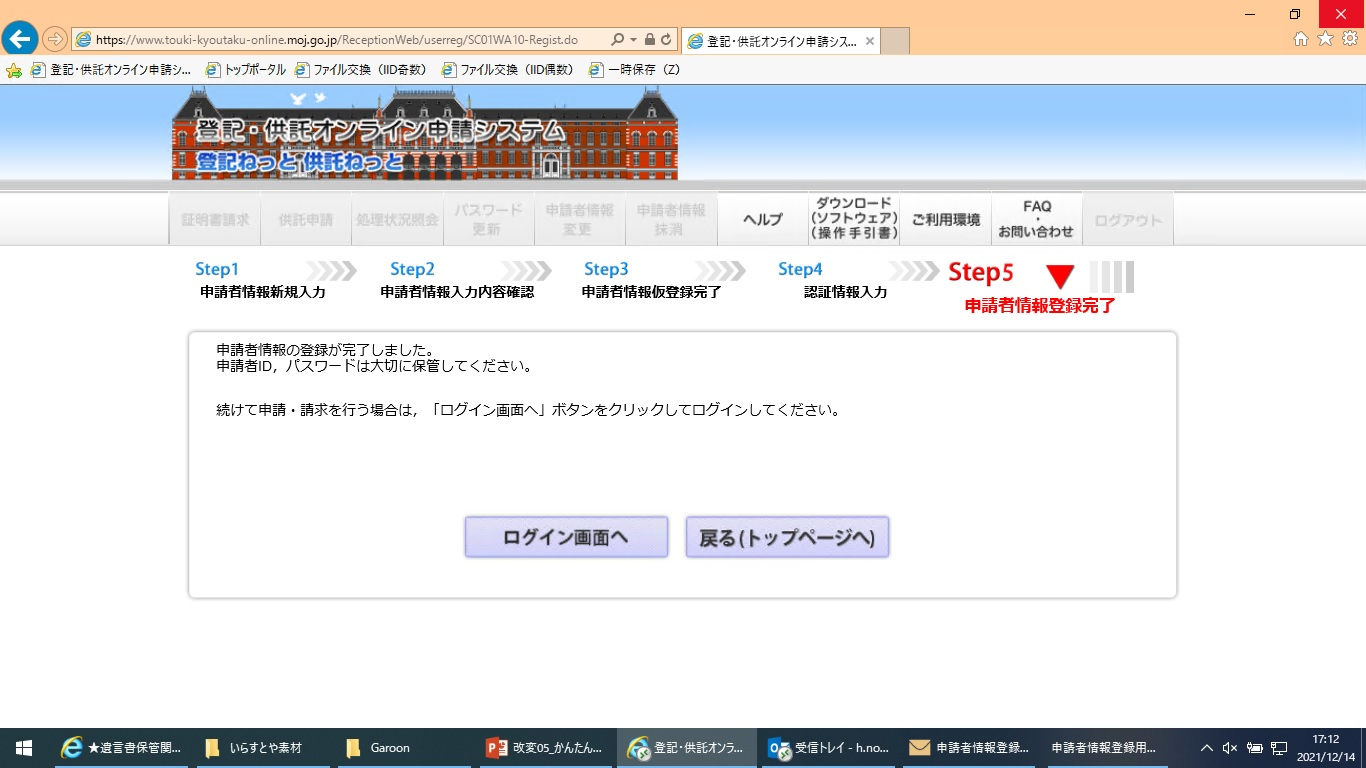 https://www.touki-kyoutaku-online.moj.go.jp/ReceptionWeb/userreg/SC01WA10-Regist.do
登記・供託オンライン申請シス...
登記・供託オンライン申請シ...
トップポータル
ファイル交換（IID奇数）
ファイル交換（IID偶数）
一時保存（Z）
登記・供託オンライン申請システム
登記ねっと 供託ねっと
証明書請求
供託申請
処理状況照会
パスワード
更新
申請者情報
変更
申請者情報
抹消
ヘルプ
ダウンロード
(ソフトウェア)
(操作手引書)
ご利用環境
FAQ
・
お問い合わせ
ログアウト
Step1
申請者情報新規入力
Step2
申請者情報入力内容確認
Step3
申請者情報仮登録完了
Step4
認証情報入力
Step5
申請者情報登録完了
申請者情報の登録が完了しました。
申請者ID，パスワードは大切に保管してください。
続けて申請・請求を行う場合は，「ログイン画面へ」ボタンをクリックしてログインしてください。
ログイン画面へ
戻る(トップページへ)
★遺言書保管関...
いらすとや素材
Garoon
改変05_かんたん...
登記・供託オンラ...
受信トレイ - h.no...
申請者情報登録...
申請者情報登録用...
17:12
2021/12/14